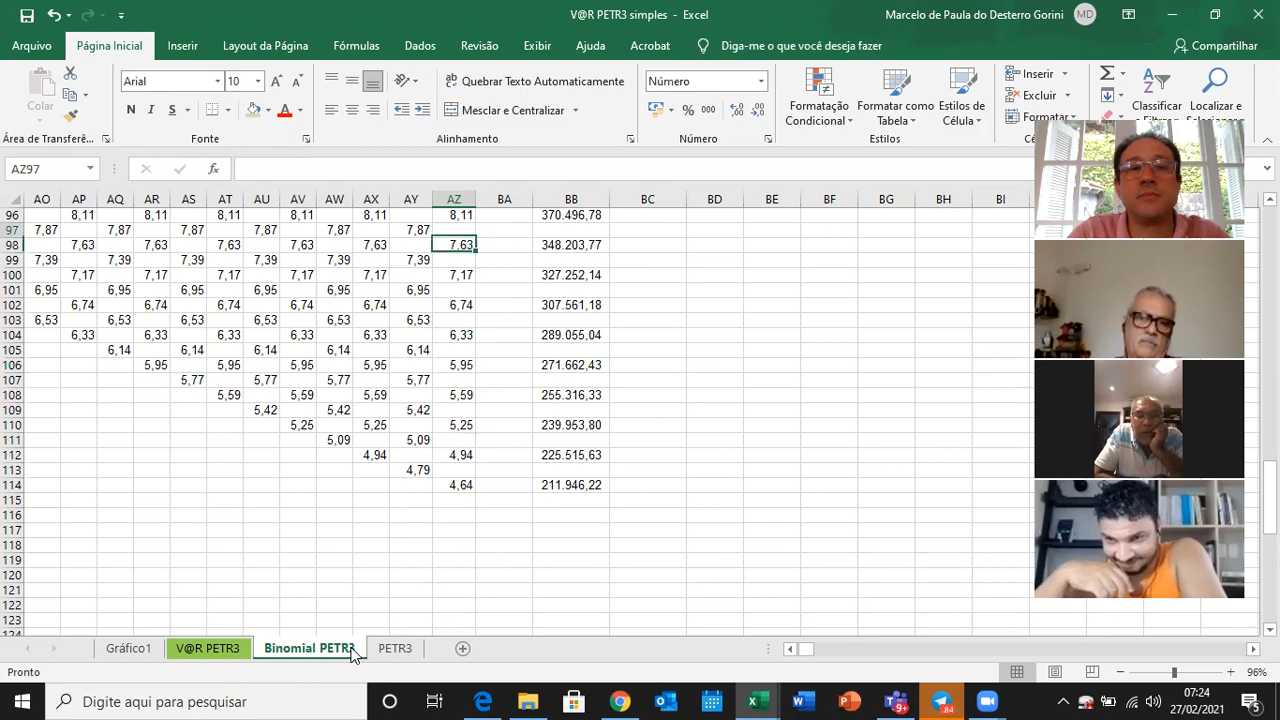 V@R PETR3 simples - Excel
Marcelo de Paula do Desterro Gorini MD
Arquivo Página Inicial Inserir Layout da Página Fórmulas Dados Revisão Exibir Ajuda Acrobat Diga-me o que você deseja fazer Compartilhar
Colar Arial 10 Quebrar Texto Automaticamente Número Inserir
N I S A Mesclar e Centralizar % 000 Formatação Condicional Formatar como Tabela Estilos de Célula Excluir Formatar Classificar Localizar e
Área de Transferê... Fonte Alinhamento Número Estilos
AZ97 fx
AO AP AQ AR AS AT AU AV AW AX AY AZ BA BB BC BD BE BF BG BH BI
96 8,11 8,11 8,11 8,11 8,11 8,11 370.496,78
97 7,87 7,87 7,87 7,87 7,87 7,87
98 7,63 7,63 7,63 7,63 7,63 7,63 348.203,77
99 7,39 7,39 7,39 7,39 7,39 7,39
100 7,17 7,17 7,17 7,17 7,17 7,17 327.252,14
101 6,95 6,95 6,95 6,95 6,95 6,95
102 6,74 6,74 6,74 6,74 6,74 6,74 307.561,18
103 6,53 6,53 6,53 6,53 6,53 6,53
104 6,33 6,33 6,33 6,33 6,33 6,33 289.055,04
105 6,14 6,14 6,14 6,14 6,14
106 5,95 5,95 5,95 5,95 5,95 271.662,43
107 5,77 5,77 5,77 5,77
108 5,59 5,59 5,59 5,59 255.316,33
109 5,42 5,42 5,42
110 5,25 5,25 5,25 239.953,80
111 5,09 5,09
112 4,94 4,94 225.515,63
113 4,79
114 4,64 211.946,22
115
116
117
118
119
120
121
122
123
124
Gráfico1 V@R PETR3 Binomial PETR3 PETR3
Pronto 96%
Digite aqui para pesquisar 9+ 84 07:24
27/02/2021 5